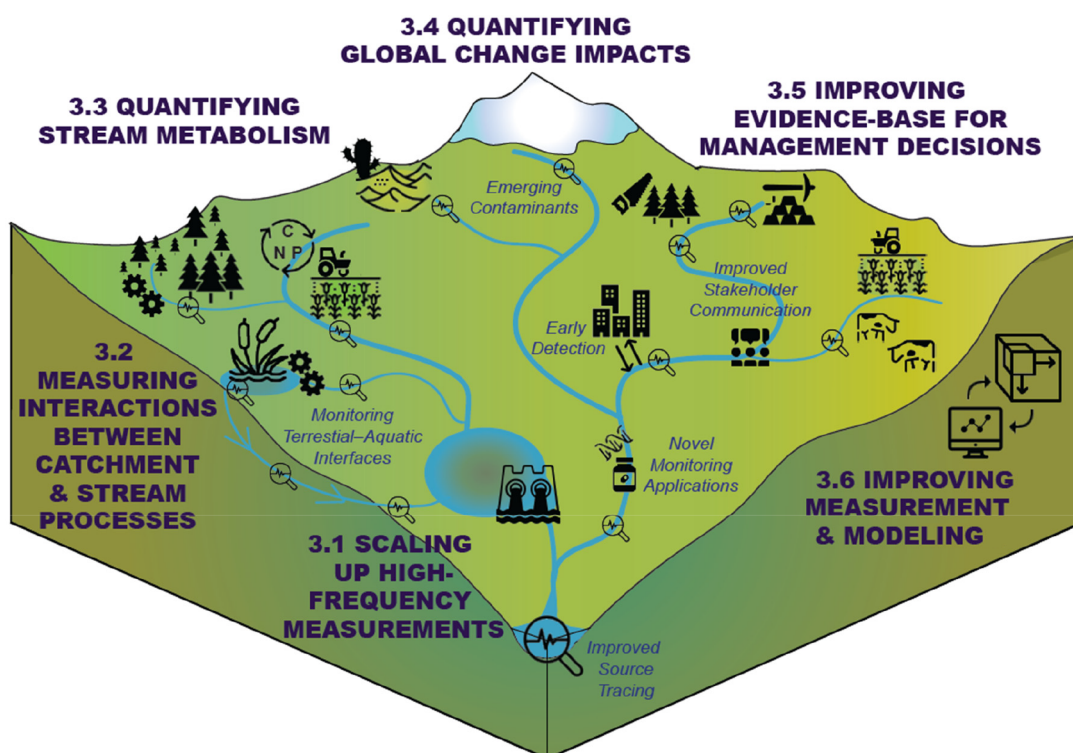 3.4 QUANTIFYING
GLOBAL CHANGE IMPACTS
3.3 QUANTIFYING
STREAM METABOLISM
3.5 IMPROVING
EVIDENCE-BASE FOR
MANAGEMENT DECISIONS
Emerging
Contaminants
C
N P
Improved
Stakeholder
Communication
Early
Detection
3.2
MEASURING
INTERACTIONS
BETWEEN
CATCHMENT
& STREAM
PROCESSES
Monitoring
Terrestial–Aquatic
Interfaces
Novel
Monitoring
Applications
3.6 IMPROVING
MEASUREMENT
& MODELING
3.1 SCALING
UP HIGH-
FREQUENCY
MEASUREMENTS
Improved
Source
Tracing